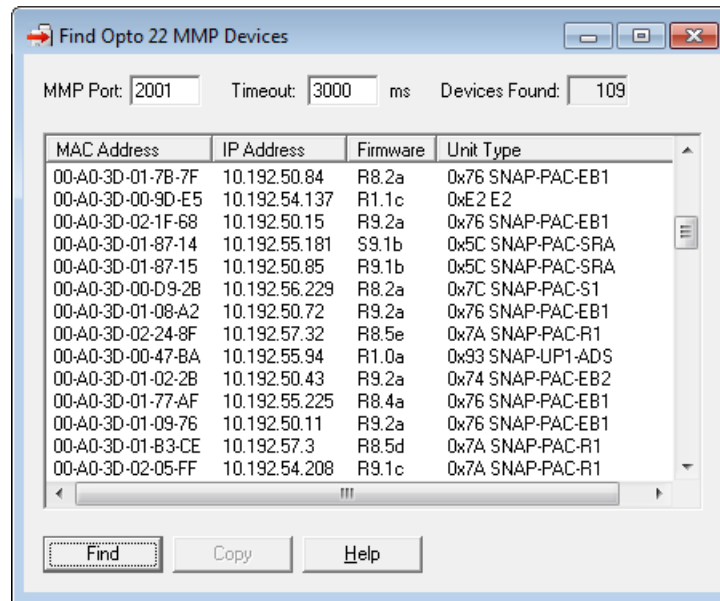 Find Opto 22 MMP Devices
MMP Port: 2001 Timeout: 3000 ms Devices Found: 109
MAC Address IP Address Firmware Unit Type
00-A0-3D-01-7B-7F 10.192.50.84 R8.2a 0x76 SNAP-PAC-EB1
00-A0-3D-00-9D-E5 10.192.54.137 R1.1c 0xE2 E2
00-A0-3D-02-1F-68 10.192.50.15 R9.2a 0x76 SNAP-PAC-EB1
00-A0-3D-01-87-14 10.192.55.181 S9.1b 0x5C SNAP-PAC-SRA
00-A0-3D-01-87-15 10.192.50.85 R9.1b 0x5C SNAP-PAC-SRA
00-A0-3D-00-D9-2B 10.192.56.229 R8.2a 0x7C SNAP-PAC-S1
00-A0-3D-01-08-A2 10.192.50.72 R9.2a 0x76 SNAP-PAC-EB1
00-A0-3D-02-24-8F 10.192.57.32 R8.5e 0x7A SNAP-PAC-R1
00-A0-3D-00-47-BA 10.192.55.94 R1.0a 0x93 SNAP-UP1-ADS
00-A0-3D-01-02-2B 10.192.50.43 R9.2a 0x74 SNAP-PAC-EB2
00-A0-3D-01-77-AF 10.192.55.225 R8.4a 0x76 SNAP-PAC-EB1
00-A0-3D-01-09-76 10.192.50.11 R9.2a 0x76 SNAP-PAC-EB1
00-A0-3D-01-B3-CE 10.192.57.3 R8.5d 0x7A SNAP-PAC-R1
00-A0-3D-02-05-FF 10.192.54.208 R9.1c 0x7A SNAP-PAC-R1
Find Copy Help